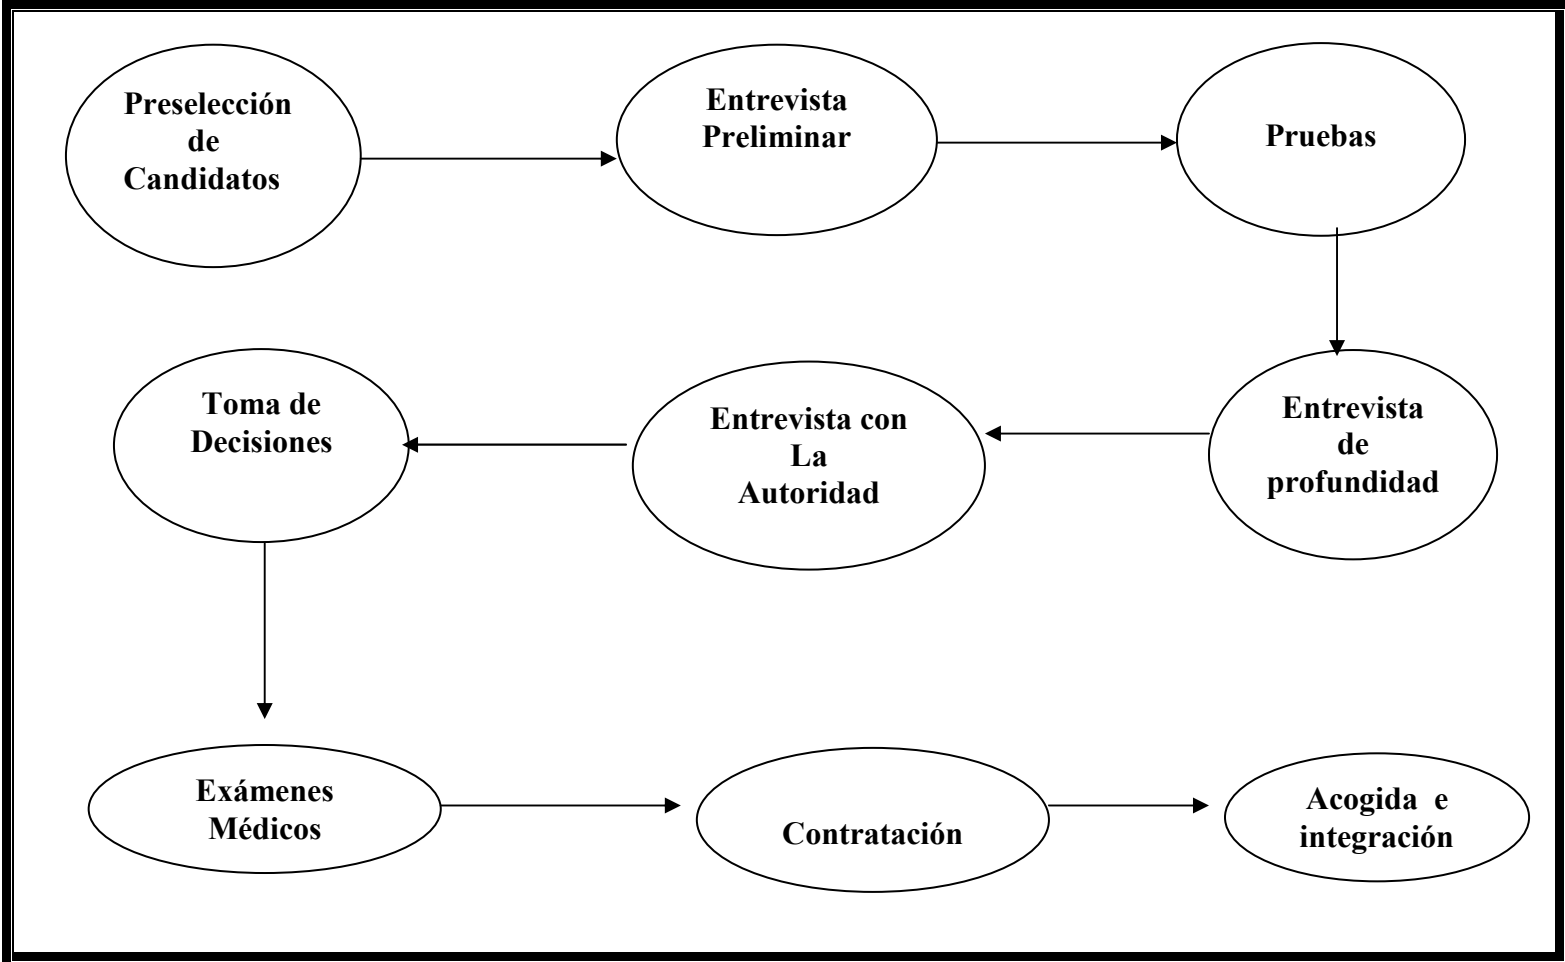 Preselección
de
Candidatos
Entrevista
Preliminar
Pruebas
Entrevista
de
profundidad
Entrevista con
La
Autoridad
Toma de
Decisiones
Exámenes
Médicos
Contratación
Acogida  e
integración